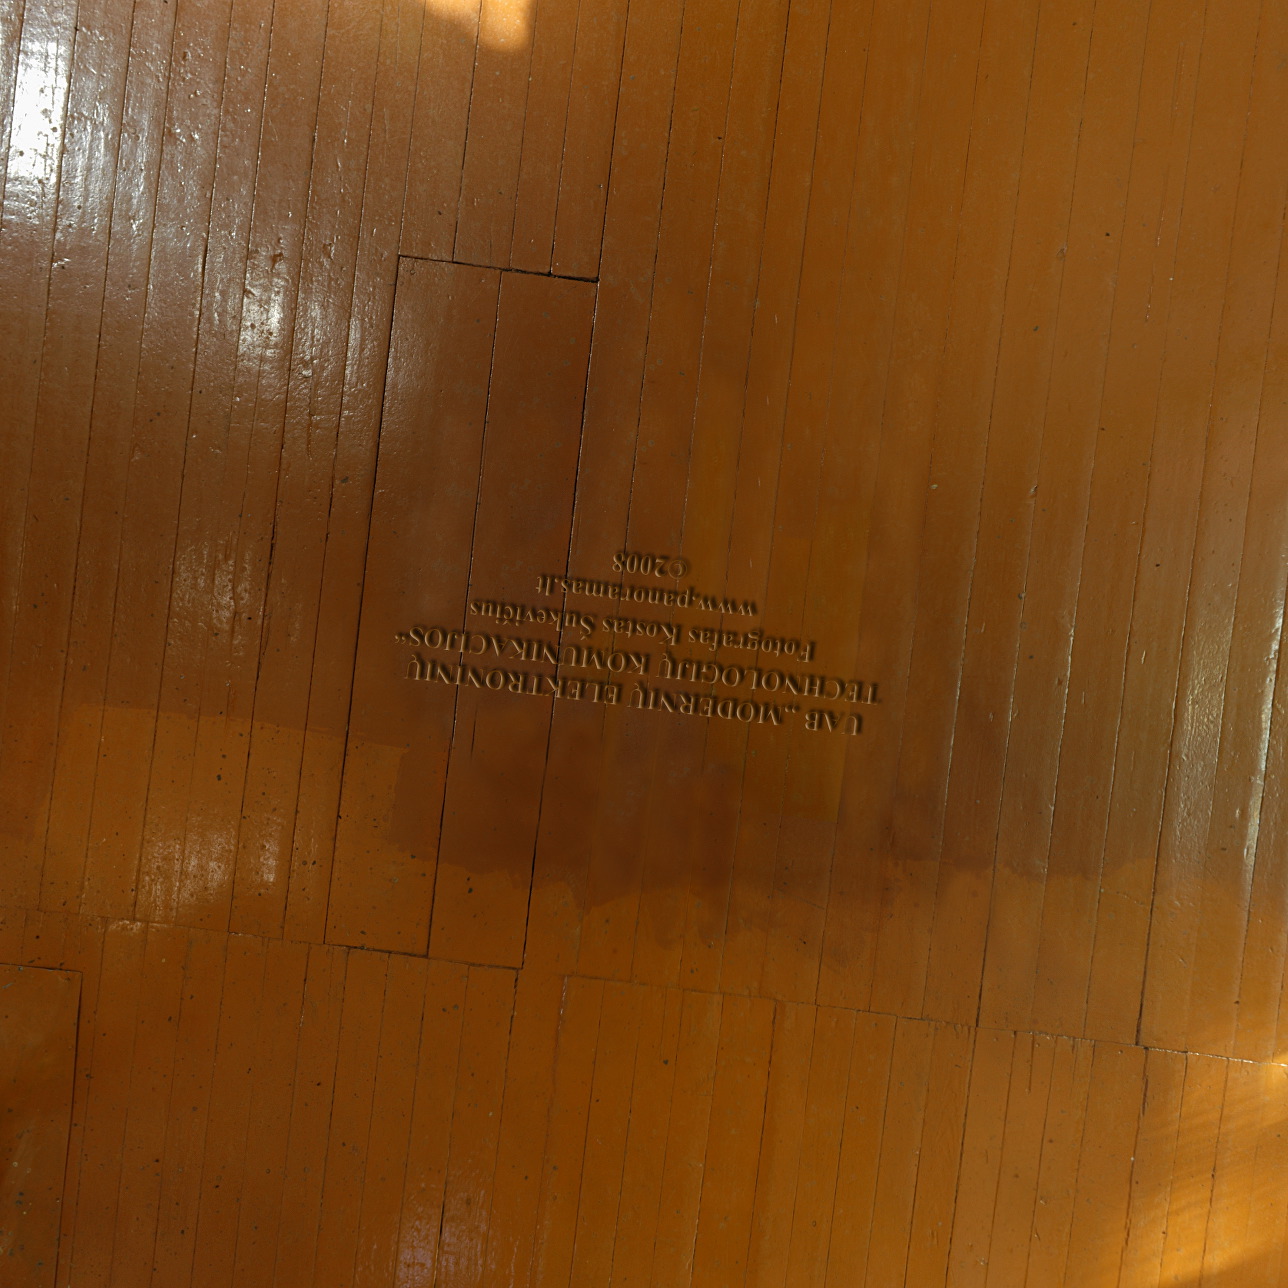 UAB „MODERNIŲ ELEKTRONINIŲ
TECHNOLOGIJŲ KOMUNIKACIJOS“
Fotografas Kostas Šukevičius
www.panoramas.lt
©2008